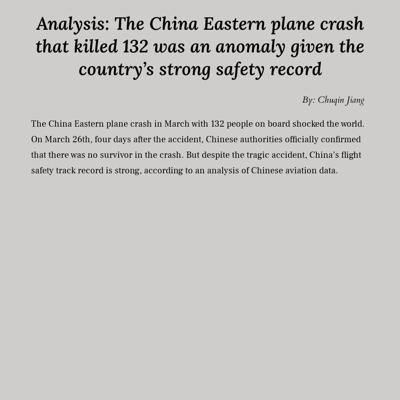 Analysis: The China Eastern plane crash
that killed 132 was an anomaly given the
country’s strong safety record
By: Chuqin Jiang
The China Eastern plane crash in March with 132 people on board shocked the world.
On March 26th, four days after the accident, Chinese authorities officially confirmed
that there was no survivor in the crash. But despite the tragic accident, China’s flight
safety track record is strong, according to an analysis of Chinese aviation data.